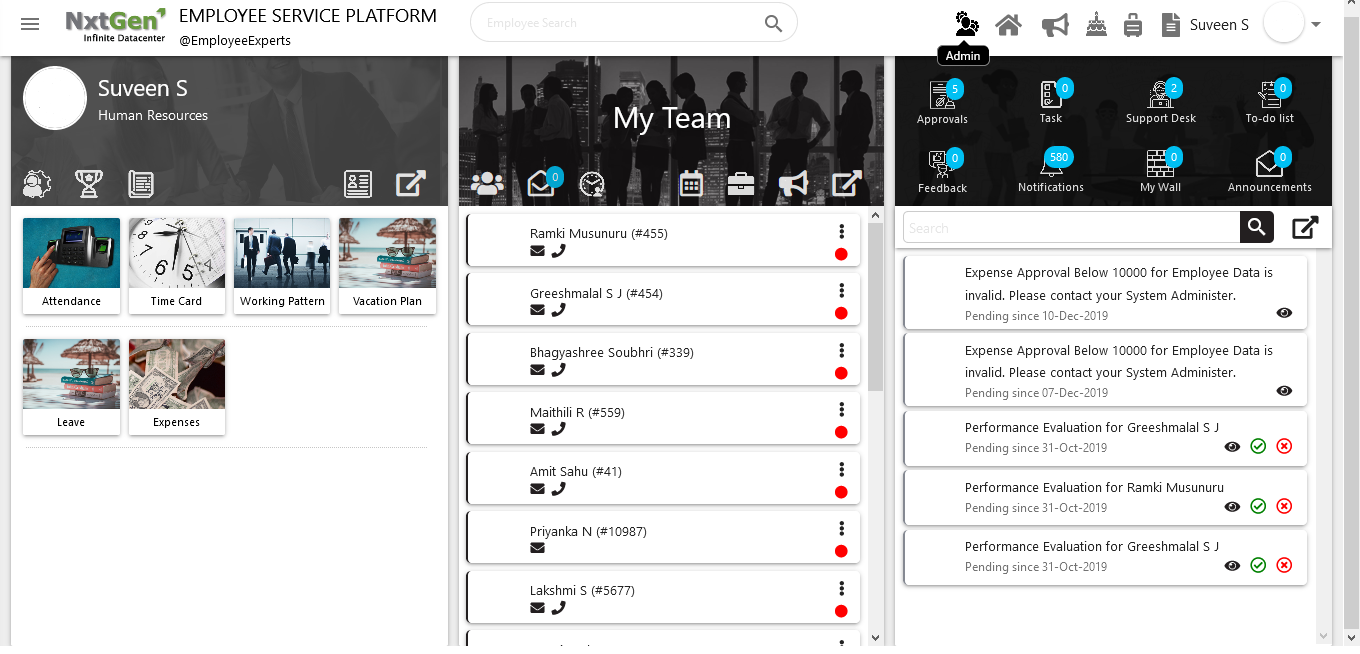 NxtGen
Infinite Datacenter
EMPLOYEE SERVICE PLATFORM
@EmployeeExperts
Employee Search
Suveen S
Admin
Suveen S
Human Resources
Attendance
Time Card
Working Pattern
Vacation Plan
Leave
Expenses
My Team
0
Ramki Musunuru (#455)
Greeshmalal S J (#454)
Bhagyashree Soubhri (#339)
Maithili R (#559)
Amit Sahu (#41)
Priyanka N (#10987)
Lakshmi S (#5677)
5
Approvals
0
Task
2
Support Desk
0
To-do list
0
Feedback
580
Notifications
0
My Wall
0
Announcements
Search
Expense Approval Below 10000 for Employee Data is
invalid. Please contact your System Administer.
Pending since 10-Dec-2019
Expense Approval Below 10000 for Employee Data is
invalid. Please contact your System Administer.
Pending since 07-Dec-2019
Performance Evaluation for Greeshmalal S J
Pending since 31-Oct-2019
Performance Evaluation for Ramki Musunuru
Pending since 31-Oct-2019
Performance Evaluation for Greeshmalal S J
Pending since 31-Oct-2019